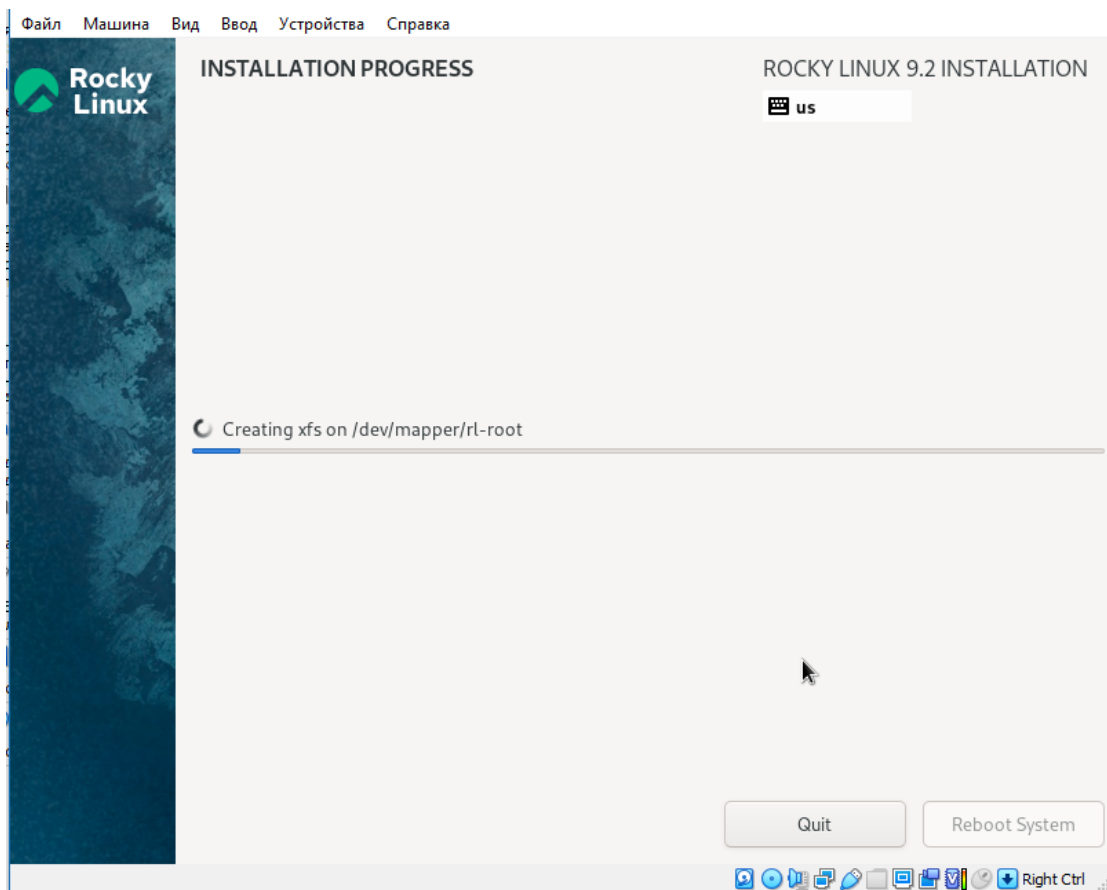 Файл Машина Вид Ввод Устройства Справка
Rocky
Linux
INSTALLATION PROGRESS
ROCKY LINUX 9.2 INSTALLATION
us
Creating xfs on /dev/mapper/rl-root
Quit
Reboot System
Right Ctrl